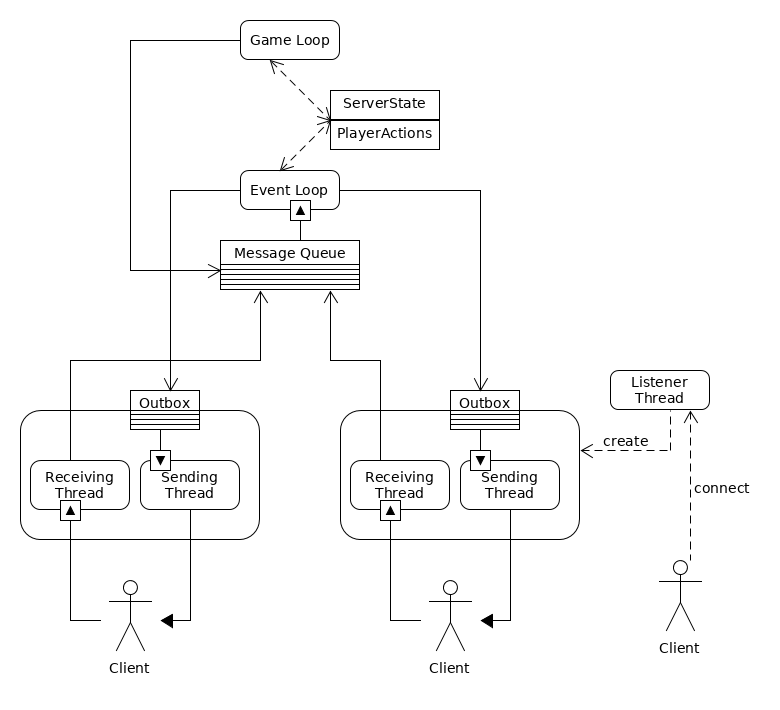 Game Loop
ServerState
PlayerActions
Event Loop
Message Queue
Outbox
Receiving
Thread
Sending
Thread
Client
Outbox
Receiving
Thread
Sending
Thread
Client
Listener
Thread
create
connect
Client